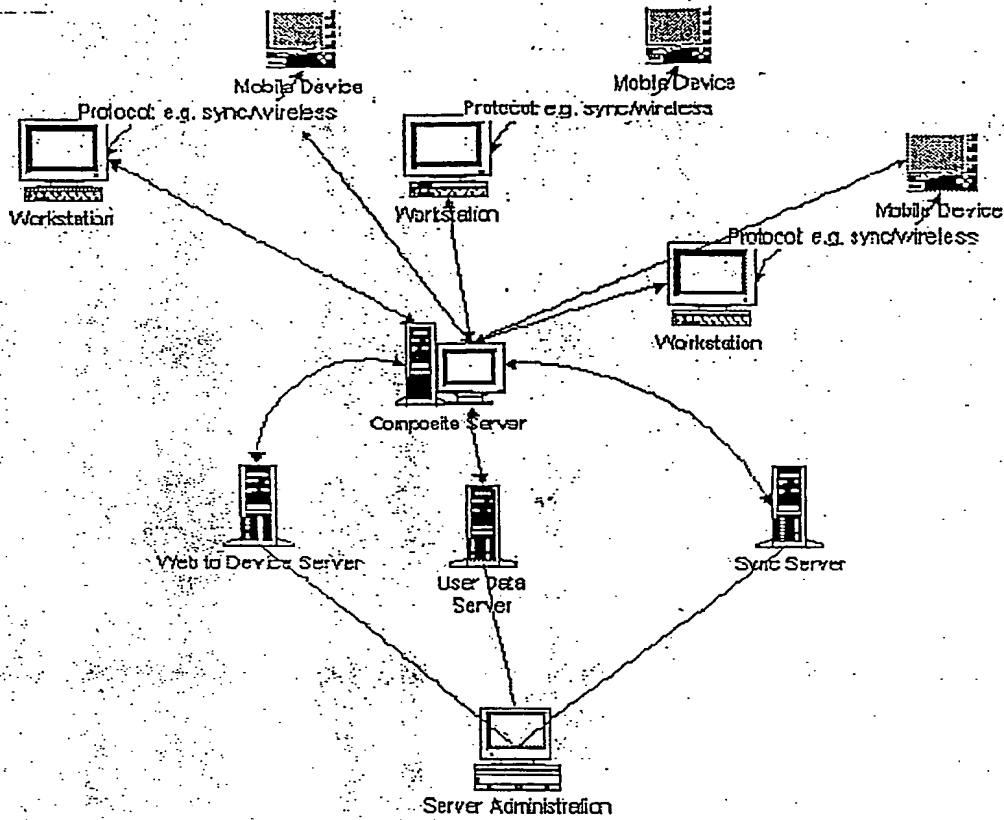 Mobile Device
Mobile Device
Protocol: e.g. sync/wireless
Protocol: e.g. sync/wireless
Workstation
Workstation
Mobile Device
Protocol: e.g. sync/wireless
Workstation
Composite Server
Web to Device Server
User Data
Server
Sync Server
Server Administration